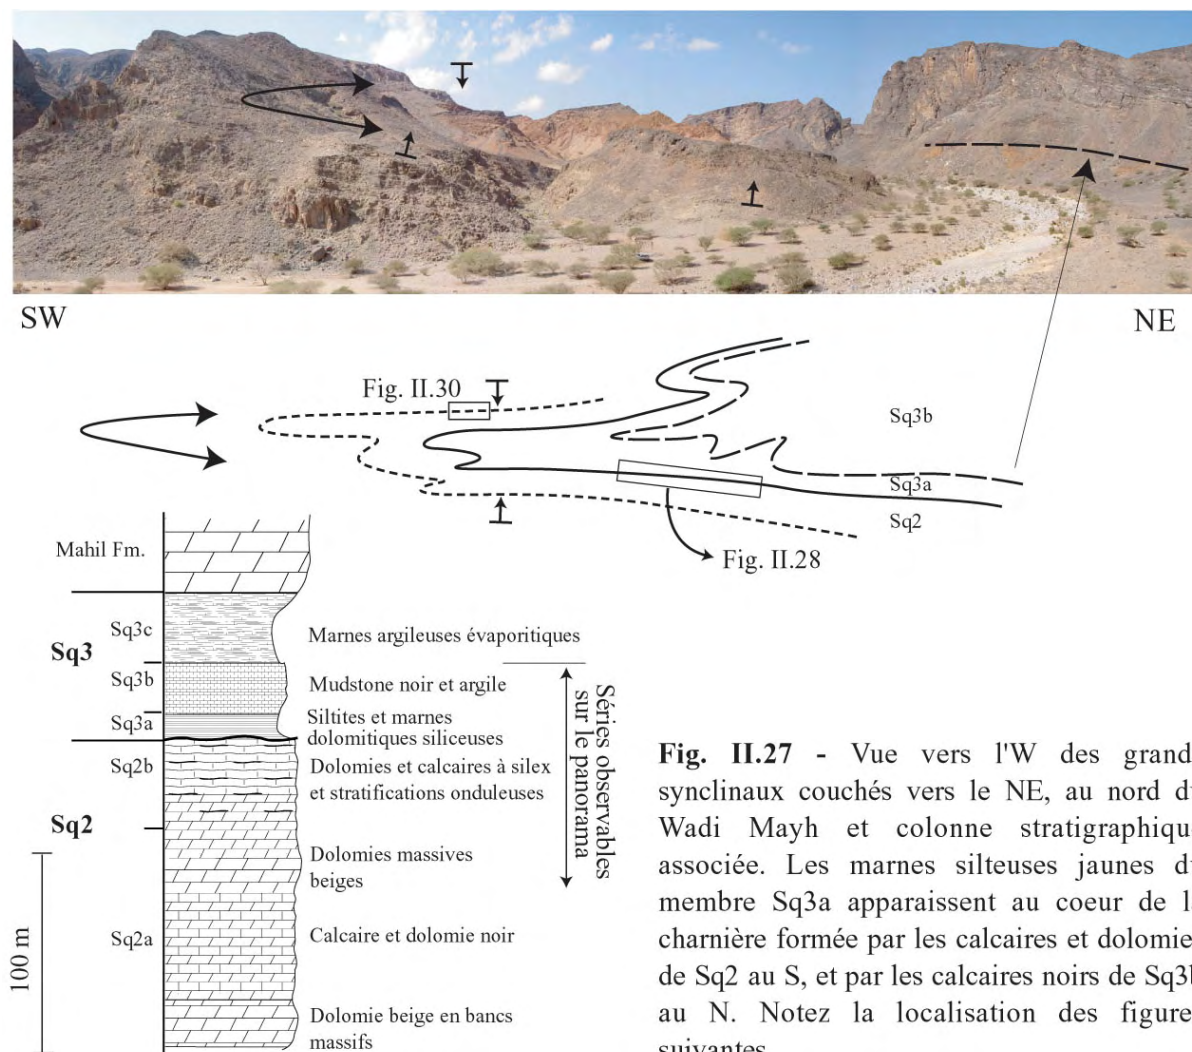 SW
NE
Fig. II.30
Sq3b
Sq3a
Sq2
Fig. II.28
Mahil Fm.
Sq3c
Marnes argileuses évaporitiques
Sq3
Sq3b
Mudstone noir et argile
Sq3a
Siltites et marnes
dolomitiques siliceuses
Sq2b
Dolomies et calcaires à silex
et stratifications onduleuses
Sq2
Dolomies massives
beiges
Sq2a
Calcaire et dolomie noir
Dolomie beige en bancs
massifs
100 m
Séries observables
sur le panorama
Fig. II.27 - Vue vers l'W des grand
synclinaux couchés vers le NE, au nord d
Wadi Mayh et colonne stratigraphiqu
associée. Les marnes silteuses jaunes d
membre Sq3a apparaissent au coeur de l
charnière formée par les calcaires et dolomie
de Sq2 au S, et par les calcaires noirs de Sq3b
au N. Notez la localisation des figure
suivantes